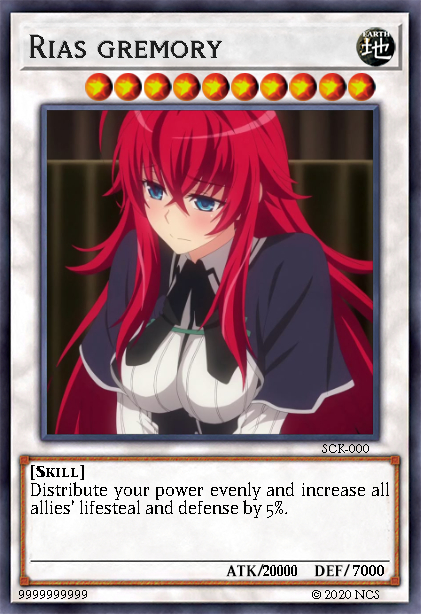 Rias gremory
EARTH
地
SCK-000
[Skill]
Distribute your power evenly and increase all
allies' lifesteal and defense by 5%.
ATK/20000 DEF/7000
9999999999
© 2020 NCS